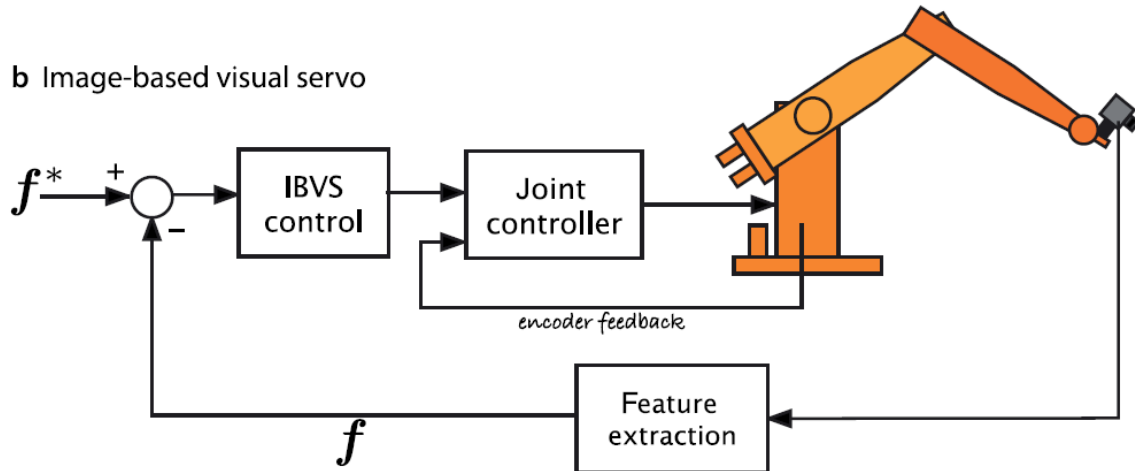 b Image-based visual servo
f* + -
IBVS
control
Joint
controller
encoder feedback
Feature
extraction
f